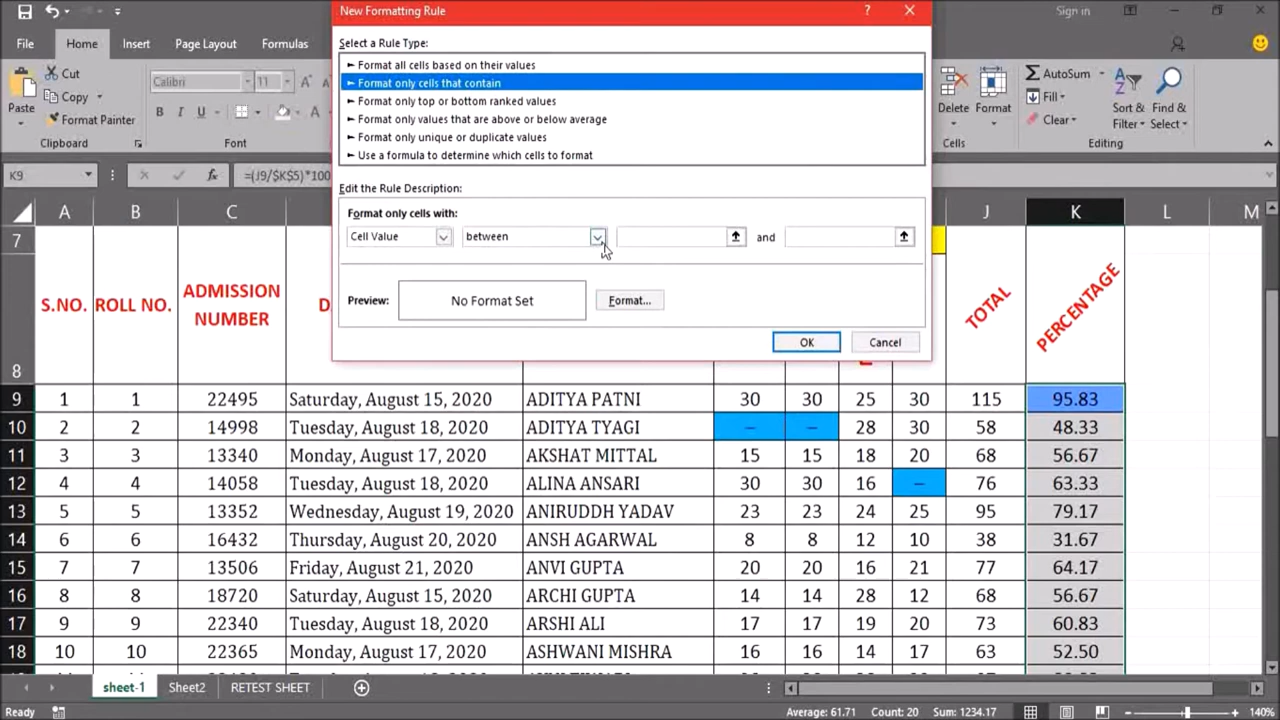 New Formatting Rule
?
Sign in
File
Home
Insert
Page Layout
Formulas
Select a Rule Type:
► Format all cells based on their values
► Format only cells that contain
► Format only top or bottom ranked values
► Format only values that are above or below average
► Format only unique or duplicate values
► Use a formula to determine which cells to format
Paste
Cut
Copy
Format Painter
Clipboard
Calibri
11
B I U
Font
Delete
Format
Cells
AutoSum
Fill
Clear
Sort & Filter
Find & Select
Editing
K9
fx
=(J9/$K$5)*100
Edit the Rule Description:
Format only cells with:
Cell Value
between
and
Preview:
No Format Set
Format...
OK
Cancel
A B C J K L M
7
8 S.NO. ROLL NO. ADMISSION NUMBER D TOTAL PERCENTAGE
9 1 1 22495 Saturday, August 15, 2020 ADITYA PATNI 30 30 25 30 115 95.83
10 2 2 14998 Tuesday, August 18, 2020 ADITYA TYAGI – – 28 30 58 48.33
11 3 3 13340 Monday, August 17, 2020 AKSHAT MITTAL 15 15 18 20 68 56.67
12 4 4 14058 Tuesday, August 18, 2020 ALINA ANSARI 30 30 16 – 76 63.33
13 5 5 13352 Wednesday, August 19, 2020 ANIRUDDH YADAV 23 23 24 25 95 79.17
14 6 6 16432 Thursday, August 20, 2020 ANSH AGARWAL 8 8 12 10 38 31.67
15 7 7 13506 Friday, August 21, 2020 ANVI GUPTA 20 20 16 21 77 64.17
16 8 8 18720 Saturday, August 15, 2020 ARCHI GUPTA 14 14 28 12 68 56.67
17 9 9 22340 Tuesday, August 18, 2020 ARSHI ALI 17 17 19 20 73 60.83
18 10 10 22365 Monday, August 17, 2020 ASHWANI MISHRA 16 16 14 17 63 52.50
sheet-1
Sheet2
RETEST SHEET
Ready
Average: 61.71 Count: 20 Sum: 1234.17
140%